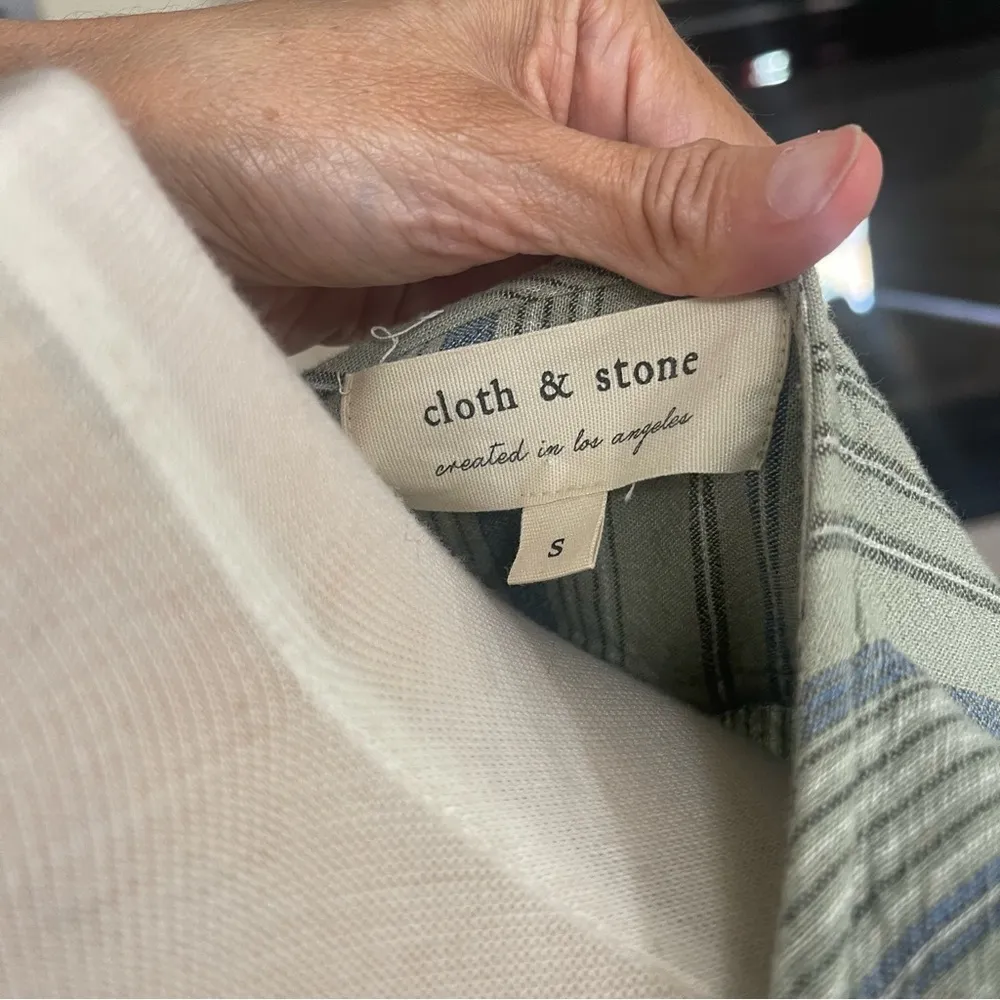 cloth & stone
created in los angeles
S